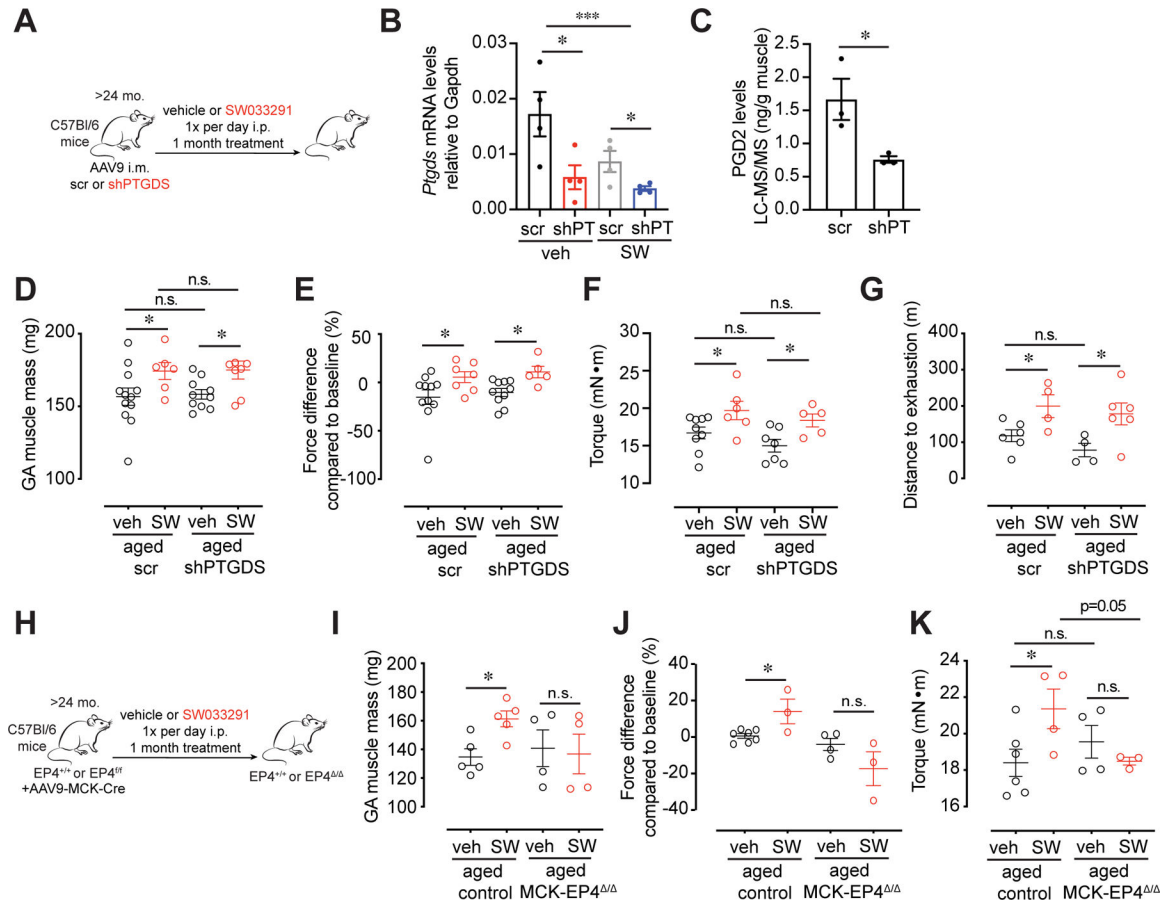 A
>24 mo.
C57Bl/6
mice
vehicle or SW033291
1x per day i.p.
1 month treatment
AAV9 i.m.
scr or shPTGDS
B
Ptgds mRNA levels
relative to Gapdh
0.03
0.02
0.01
0.00
***
*
*
scr shPT scr shPT
veh SW
C
PGD2 levels
LC-MS/MS (ng/g muscle)
2.5
2.0
1.5
1.0
0.5
0.0
*
scr shPT
D
GA muscle mass (mg)
200
150
100
n.s.
n.s.
*
*
veh SW veh SW
aged aged
scr shPTGDS
E
Force difference
compared to baseline (%)
50
0
-50
-100
*
*
veh SW veh SW
aged aged
scr shPTGDS
F
Torque (mN•m)
25
20
15
10
n.s.
n.s.
*
*
veh SW veh SW
aged aged
scr shPTGDS
G
Distance to exhaustion (m)
400
300
200
100
0
n.s.
*
*
veh SW veh SW
aged aged
scr shPTGDS
H
>24 mo.
C57Bl/6
mice
vehicle or SW033291
1x per day i.p.
1 month treatment
EP4+/+ or EP4f/f
+AAV9-MCK-Cre
EP4+/+ or EP4Δ/Δ
I
GA muscle mass (mg)
200
180
160
140
120
100
*
n.s.
veh SW veh SW
aged aged
control MCK-EP4Δ/Δ
J
Force difference
compared to baseline (%)
40
20
0
-20
-40
*
n.s.
veh SW veh SW
aged aged
control MCK-EP4Δ/Δ
K
Torque (mN•m)
24
22
20
18
16
p=0.05
n.s.
*
n.s.
veh SW veh SW
aged aged
control MCK-EP4Δ/Δ